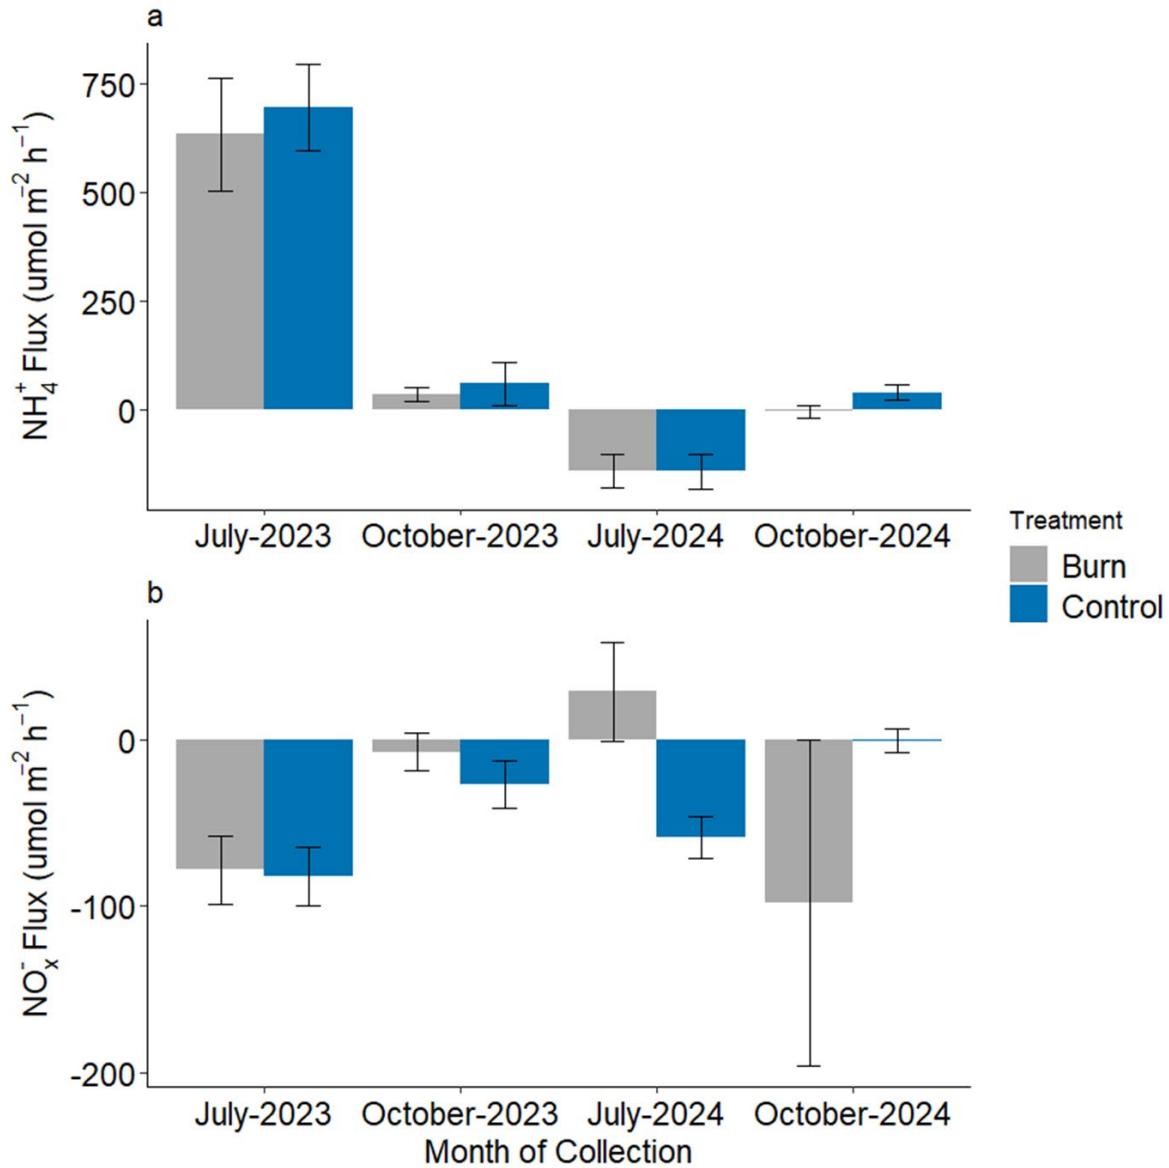 a
NH₄⁺ Flux (umol m⁻² h⁻¹)
750
500
250
0
July-2023 October-2023 July-2024 October-2024
Treatment
Burn
Control
b
NOₓ⁻ Flux (umol m⁻² h⁻¹)
0
-100
-200
July-2023 October-2023 July-2024 October-2024
Month of Collection